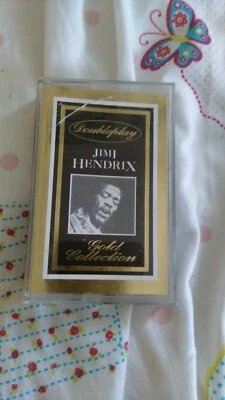 Doubleplay
JIMI
HENDRIX
Gold
Collection